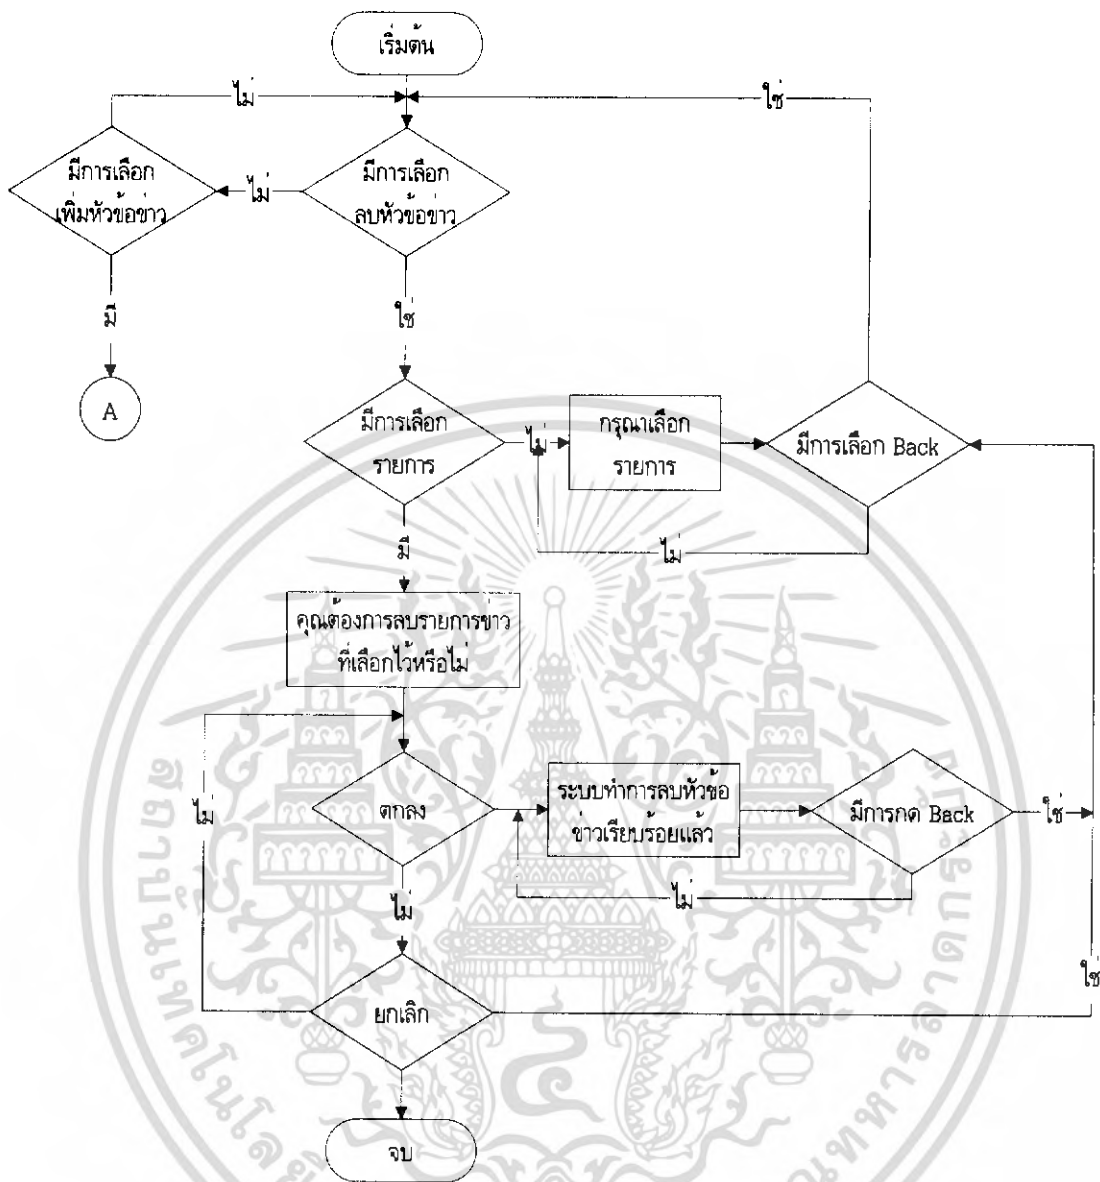 เริ่มต้น
ไม่
ใช่
มีการเลือก
เพิ่มหัวข้อข่าว
ไม่
มีการเลือก
ลบหัวข้อข่าว
มี
ใช่
A
มีการเลือก
รายการ
ไม่
กรุณาเลือก
รายการ
มีการเลือก Back
ไม่
มี
คุณต้องการลบรายการข่าว
ที่เลือกไว้หรือไม่
ไม่
ตกลง
ระบบทำการลบหัวข้อ
ข่าวเรียบร้อยแล้ว
มีการกด Back
ใช่
ไม่
ไม่
ใช่
ยกเลิก
จบ